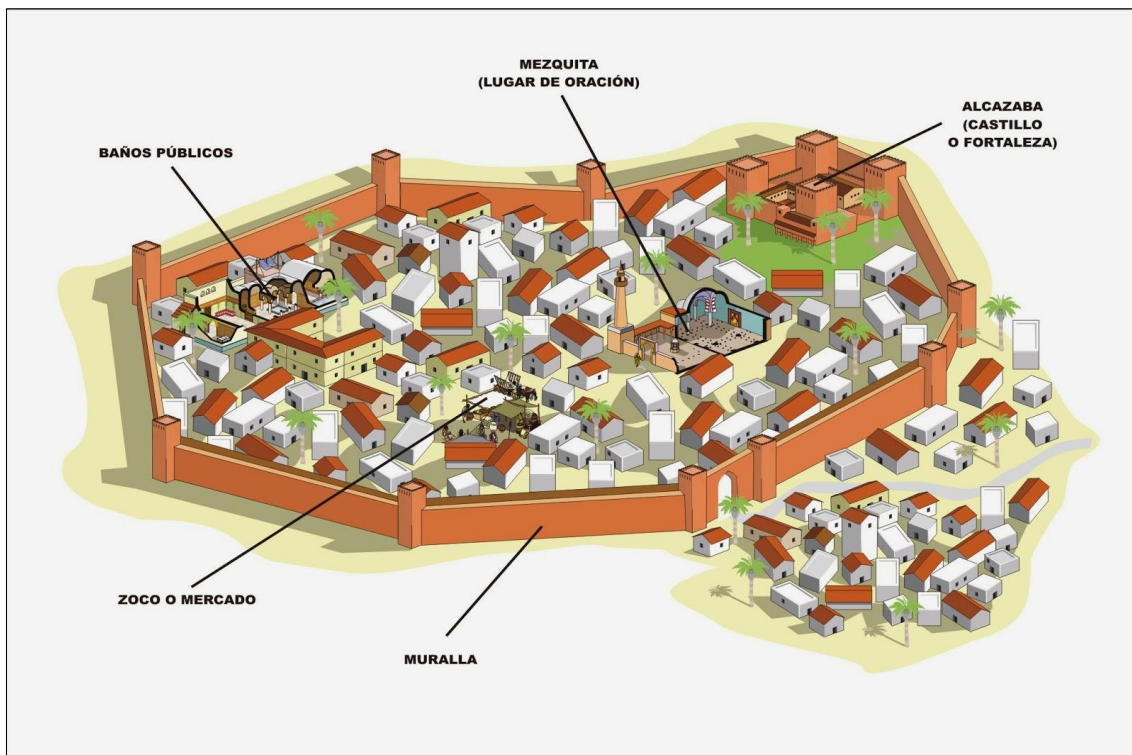 MEZQUITA
(LUGAR DE ORACIÓN)
ALCAZABA
(CASTILLO
O FORTALEZA)
BAÑOS PÚBLICOS
ZOCO O MERCADO
MURALLA